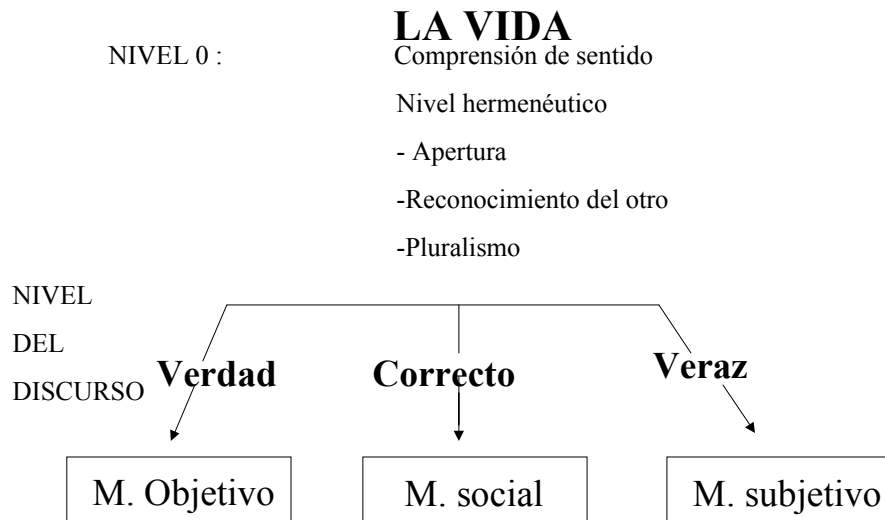 LA VIDA
NIVEL 0 : Comprensión de sentido
Nivel hermenéutico
- Apertura
-Reconocimiento del otro
-Pluralismo
NIVEL
DEL
DISCURSO
Verdad Correcto Veraz
M. Objetivo M. social M. subjetivo